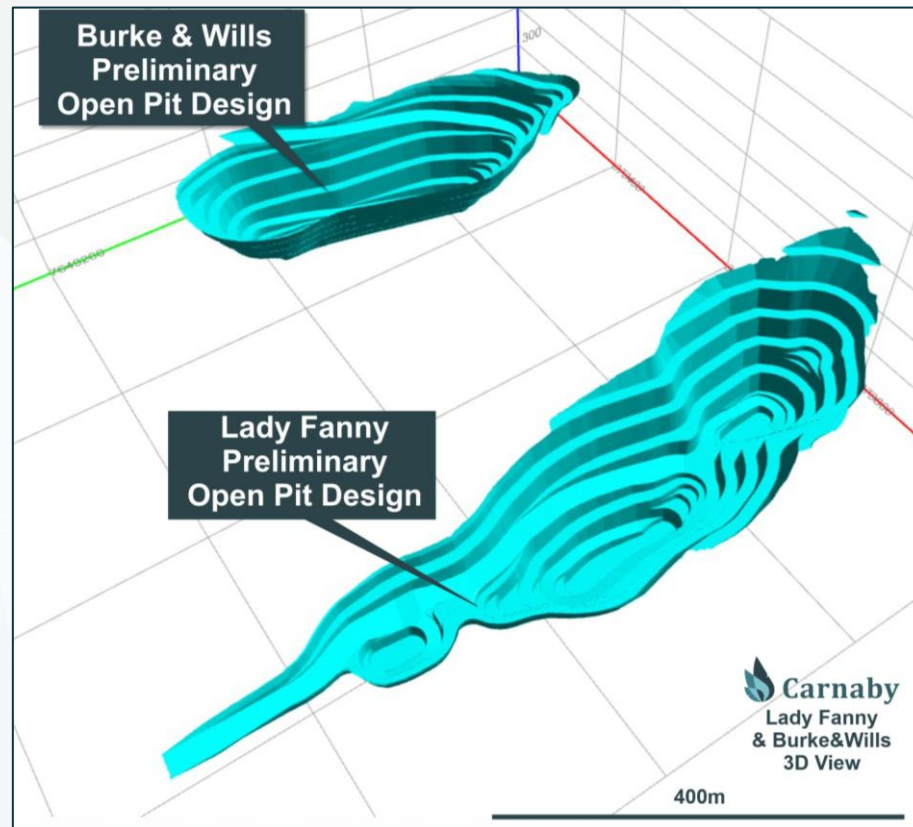 Burke & Wills
Preliminary
Open Pit Design
300
7549200
Lady Fanny
Preliminary
Open Pit Design
Carnaby
Lady Fanny
& Burke&Wills
3D View
400m